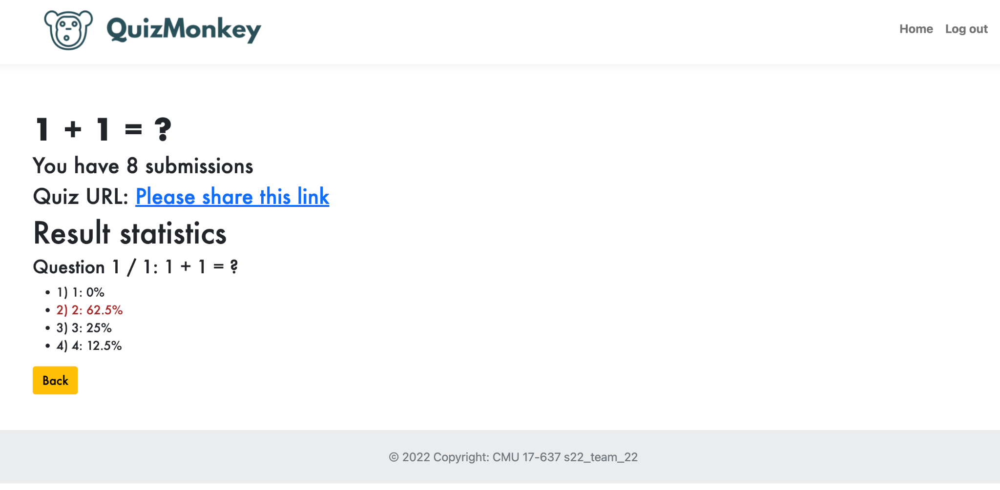 QuizMonkey
Home Log out
1 + 1 = ?
You have 8 submissions
Quiz URL: Please share this link
Result statistics
Question 1 / 1: 1 + 1 = ?
• 1) 1: 0%
• 2) 2: 62.5%
• 3) 3: 25%
• 4) 4: 12.5%
Back
© 2022 Copyright: CMU 17-637 s22_team_22